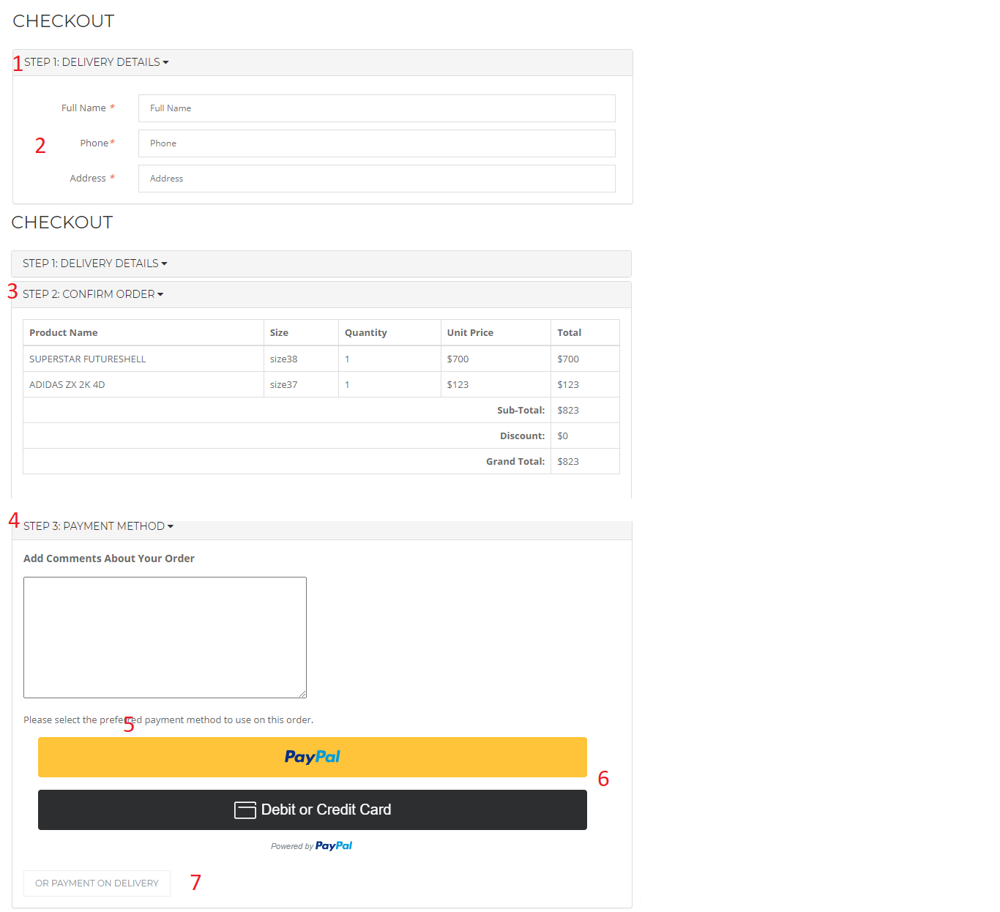 CHECKOUT
1 STEP 1: DELIVERY DETAILS
Full Name * Full Name
2 Phone* Phone
Address * Address
CHECKOUT
STEP 1: DELIVERY DETAILS
3 STEP 2: CONFIRM ORDER
Product Name Size Quantity Unit Price Total
SUPERSTAR FUTURESHELL size38 1 $700 $700
ADIDAS ZX 2K 4D size37 1 $123 $123
Sub-Total: $823
Discount: $0
Grand Total: $823
4 STEP 3: PAYMENT METHOD
Add Comments About Your Order
Please select the preferred payment method to use on this order.
5
PayPal
6
Debit or Credit Card
Powered by PayPal
OR PAYMENT ON DELIVERY 7